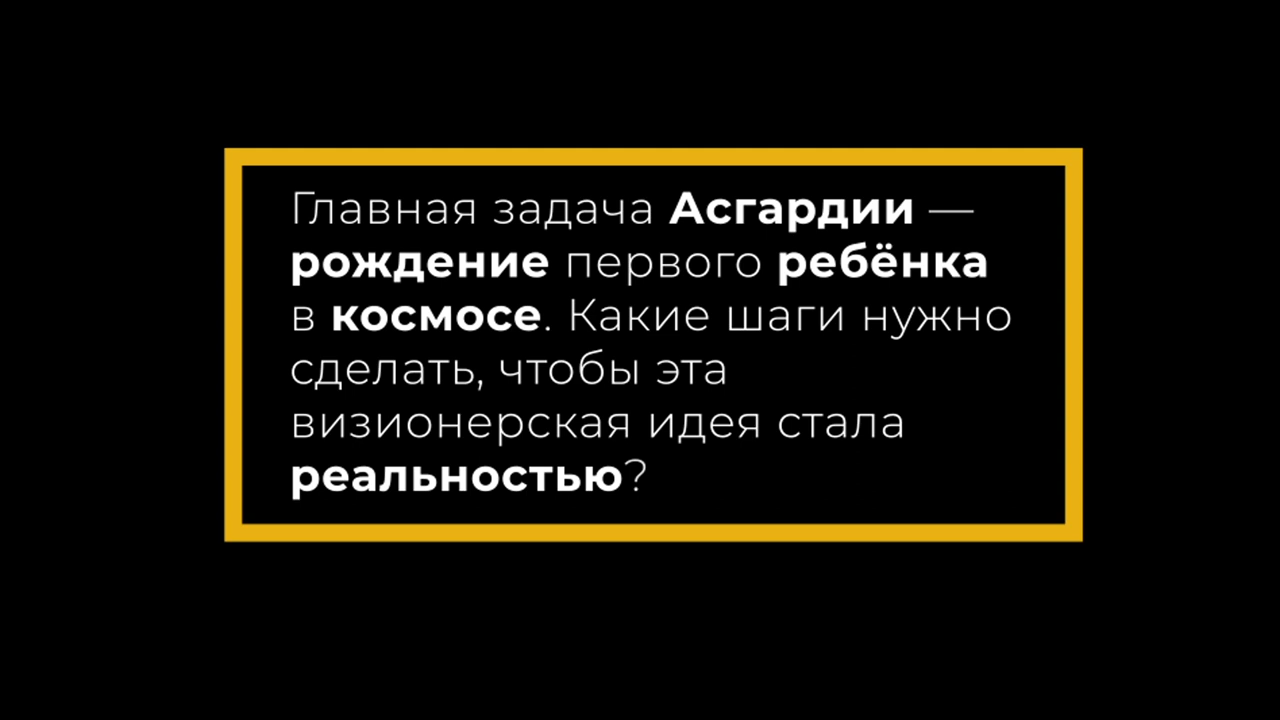 Главная задача Асгардии —
рождение первого ребёнка
в космосе. Какие шаги нужно
сделать, чтобы эта
визионерская идея стала
реальностью?